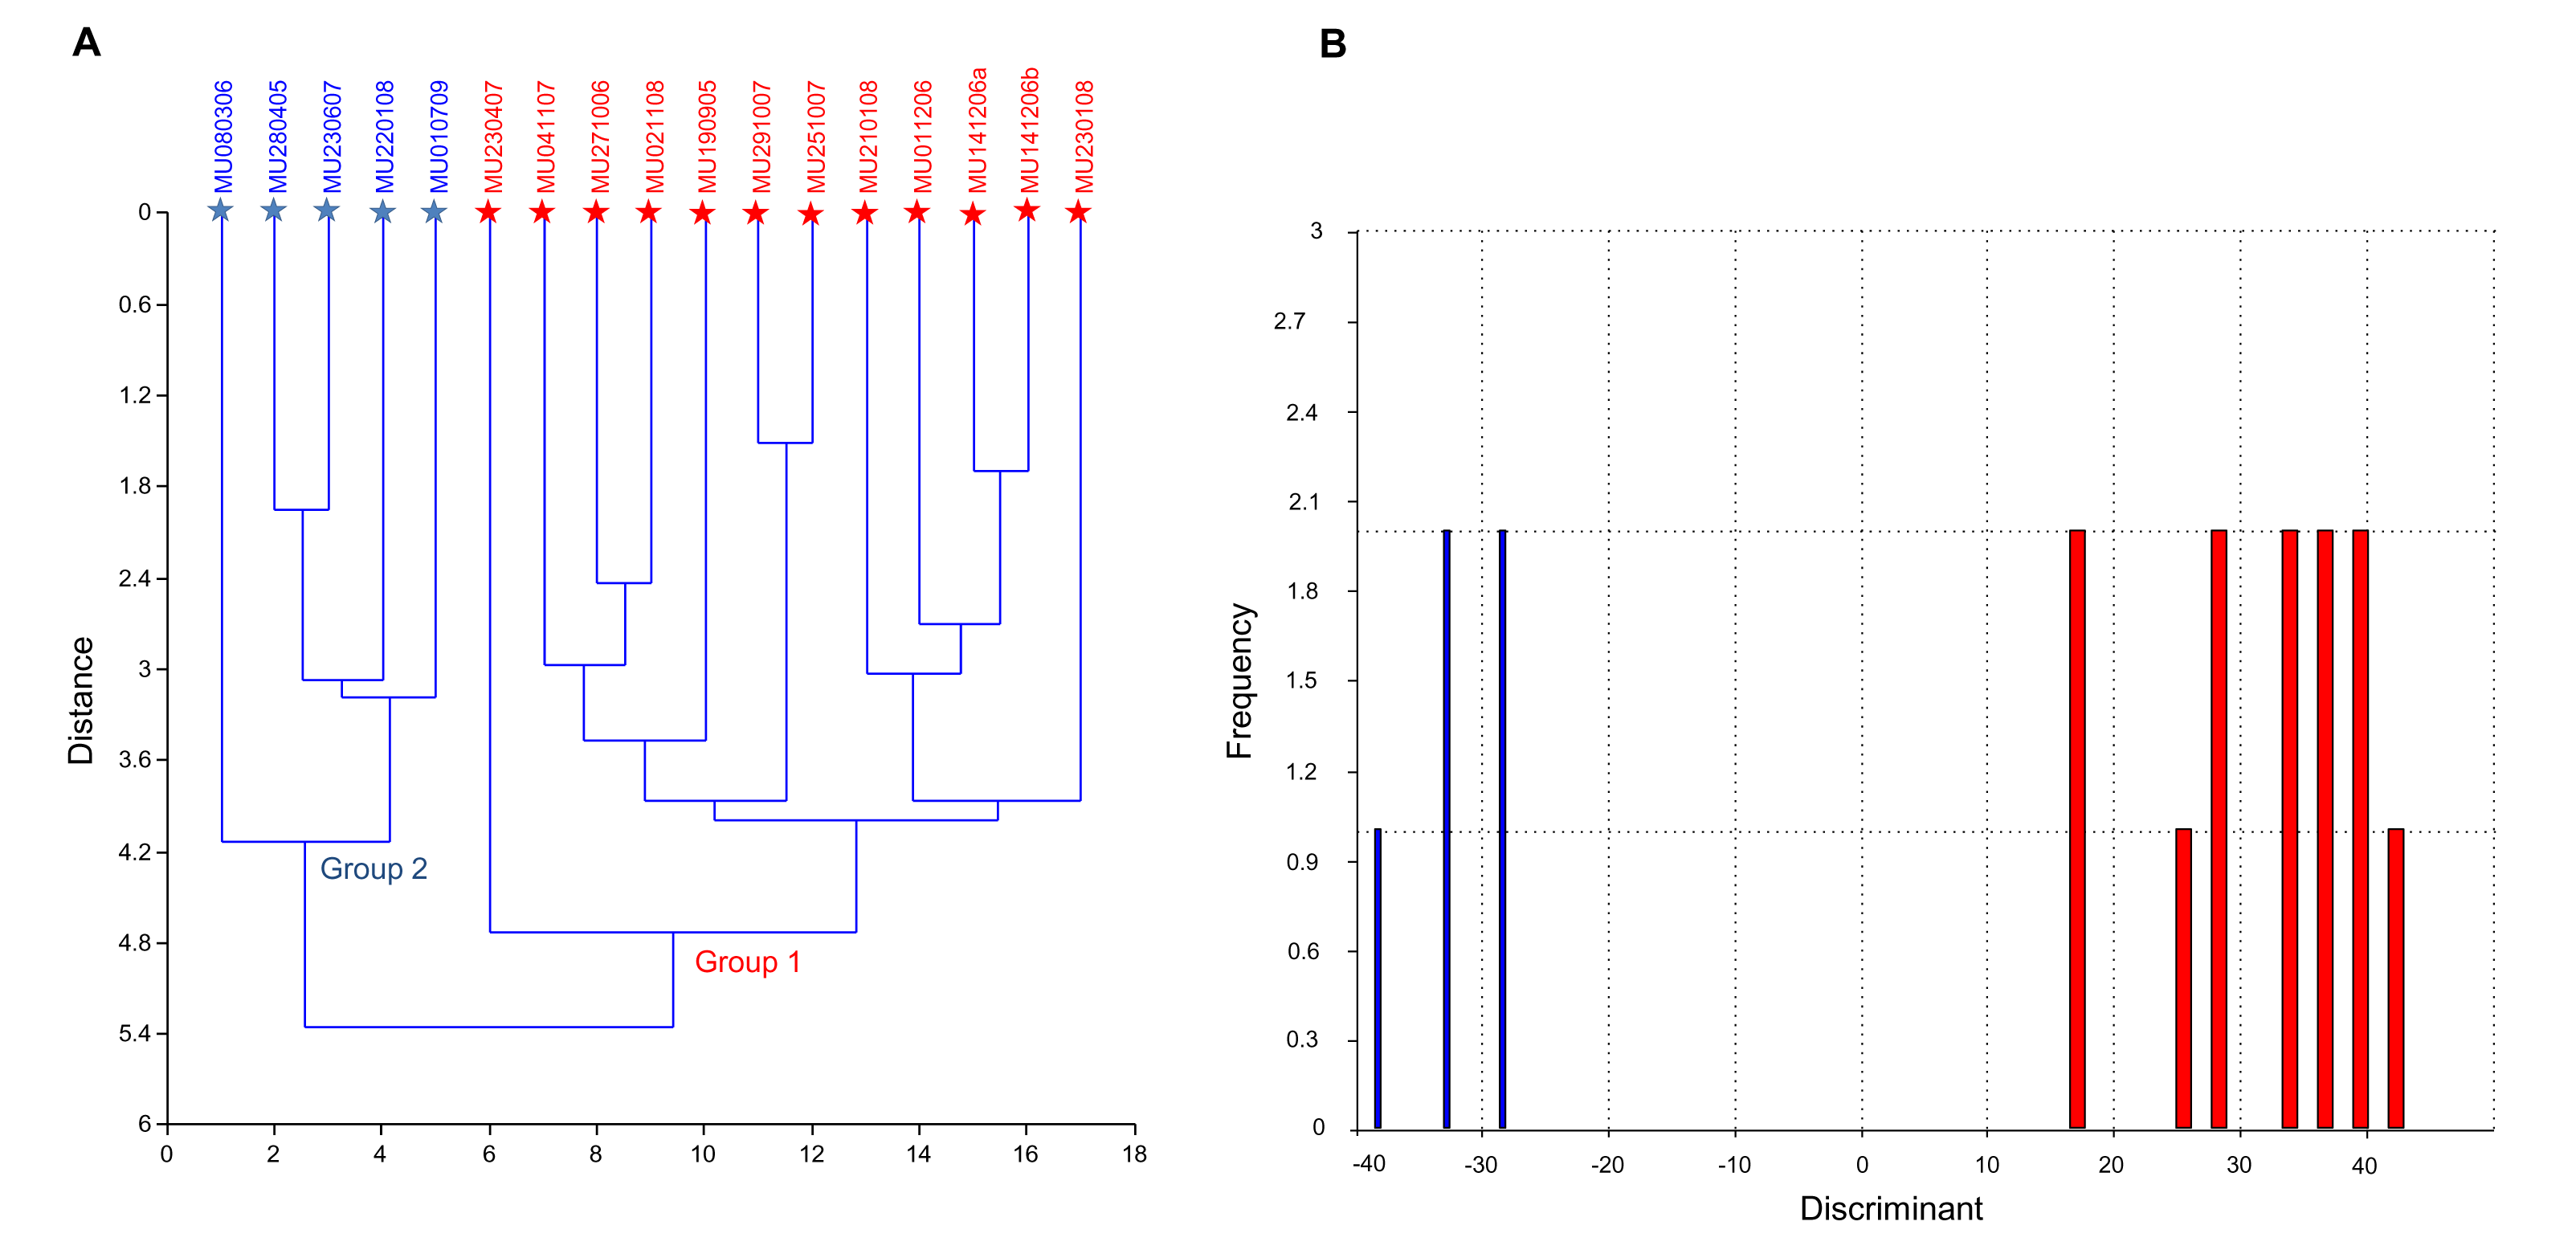 A
B
MU080306
MU280405
MU230607
MU220108
MU010709
MU230407
MU041107
MU271006
MU021108
MU190905
MU291007
MU251007
MU210108
MU011206
MU141206a
MU141206b
MU230108
Distance
0
0.6
1.2
1.8
2.4
3
3.6
4.2
4.8
5.4
6
0 2 4 6 8 10 12 14 16 18
Group 2
Group 1
Frequency
3
2.7
2.4
2.1
1.8
1.5
1.2
0.9
0.6
0.3
0
-40 -30 -20 -10 0 10 20 30 40
Discriminant